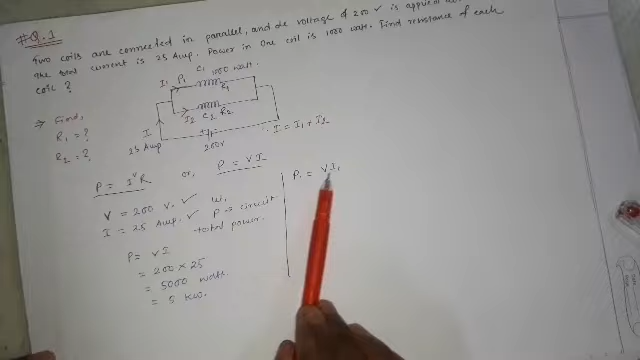 #Q.1
Two coils are connected in parallel, and dc voltage of 200 V is applied
The total current is 25 Amp. Power in One coil is 1000 watt. Find resistance of each
coil ?
I₁ P₁ C₁ 1000 watt.
R₁
I₂ C₂ R₂
I
25 Amp
200V
∴ I = I₁ + I₂
⇒ Find,
R₁ = ?
R₂ = ?
P = I²R or, P = VI
V = 200 V. ✓
I = 25 Amp. ✓ P → circuit
total power.
P = VI
= 200 × 25
= 5000 watt.
= 5 KW.
P₁ = VI₁